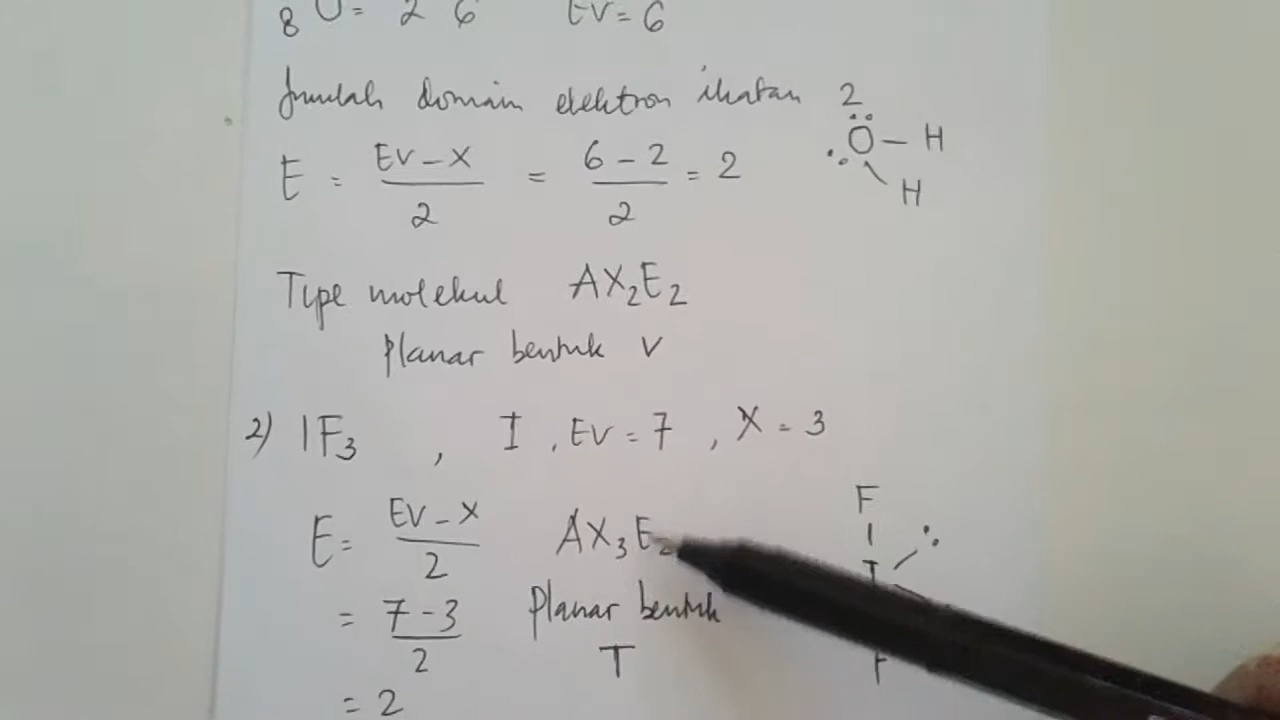 8 O = 2 6 EV = 6
Jumlah domain elektron ikatan 2
E = EV - X / 2 = 6 - 2 / 2 = 2
O - H
H
Tipe molekul AX₂E₂
planar bentuk V
2) IF₃ , I , EV = 7 , X = 3
E = EV - X / 2 AX₃E₂
= 7 - 3 / 2 Planar bentuk
T
= 2
F
I
F